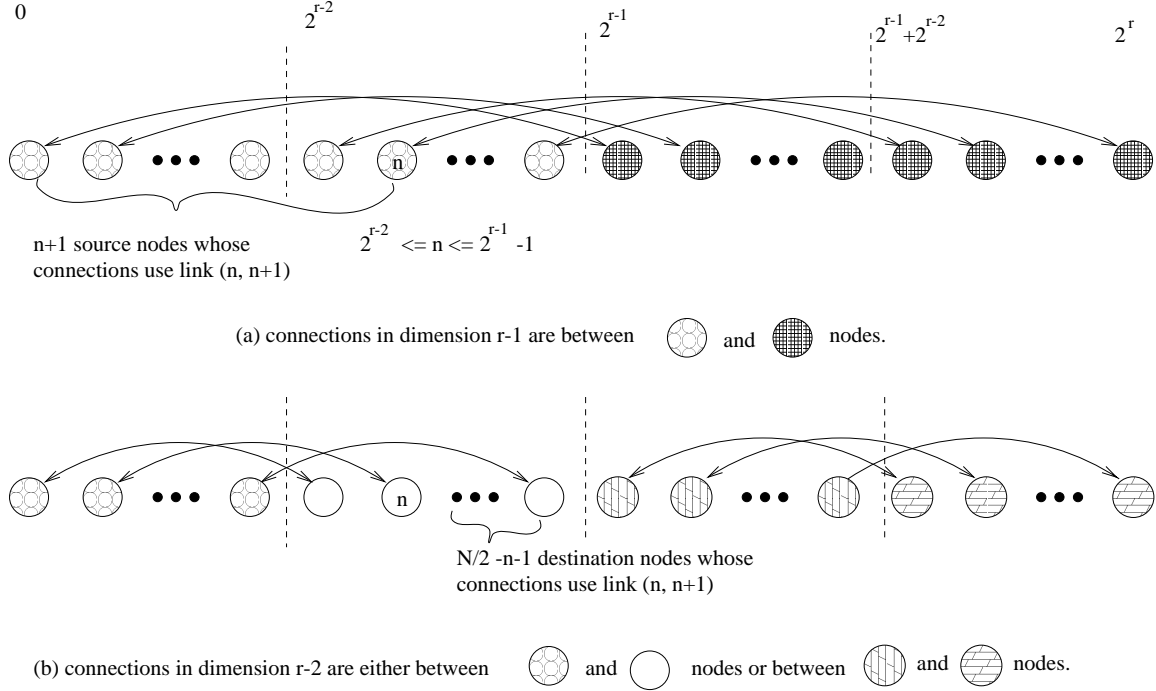 0 2^{r-2} 2^{r-1} 2^{r-1}+2^{r-2} 2^r
n
n+1 source nodes whose 2^{r-2} <= n <= 2^{r-1} -1
connections use link (n, n+1)
(a) connections in dimension r-1 are between and nodes.
n
N/2 -n-1 destination nodes whose
connections use link (n, n+1)
(b) connections in dimension r-2 are either between and nodes or between and nodes.